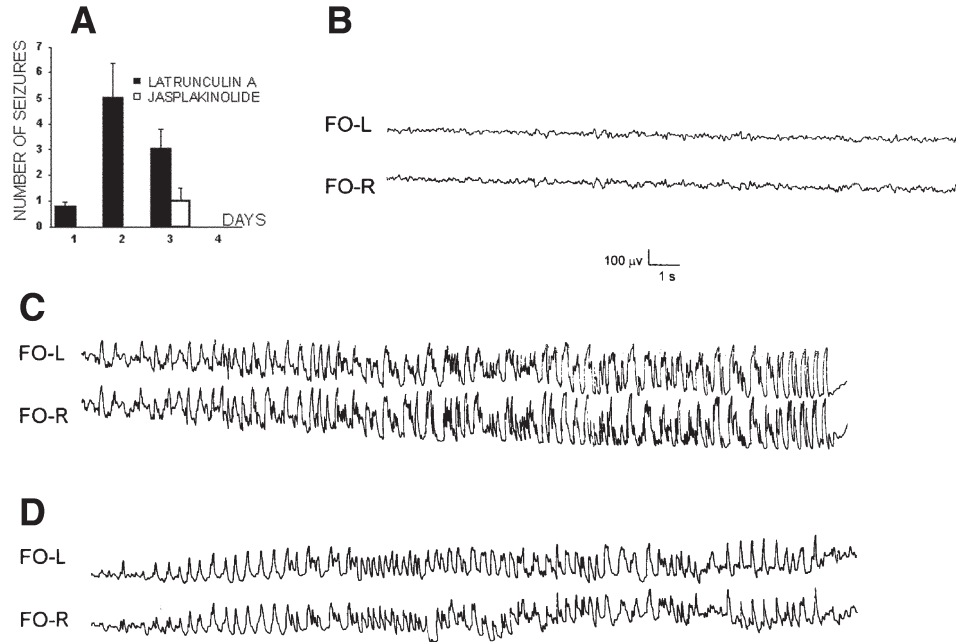 A
NUMBER OF SEIZURES
7
6
5
4
3
2
1
0
LATRUNCULIN A
JASPLAKINOLIDE
DAYS
1 2 3 4
B
FO-L
FO-R
100 μv
1 s
C
FO-L
FO-R
D
FO-L
FO-R